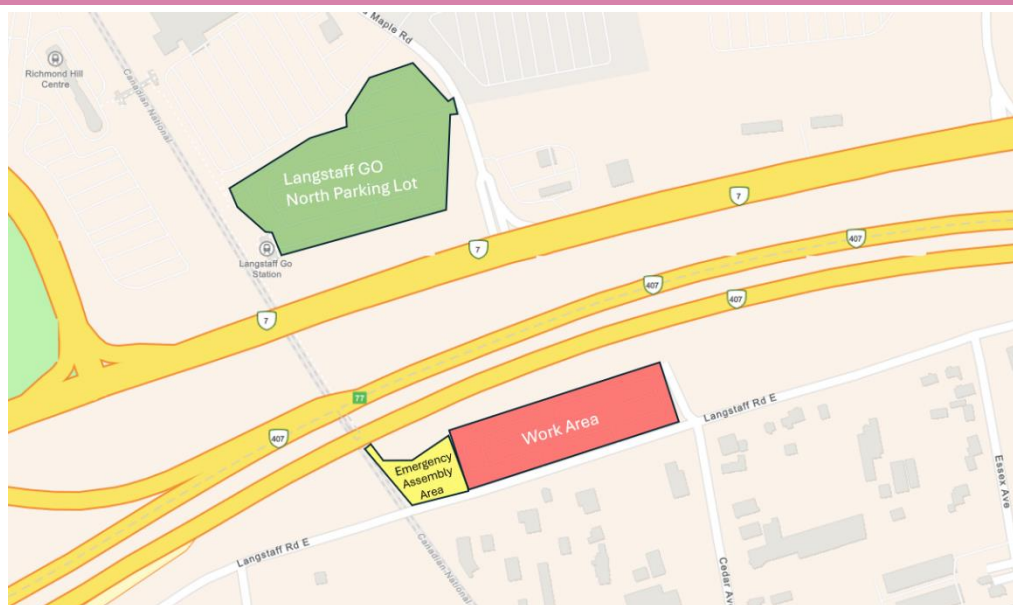 Maple Rd
Richmond Hill
Centre
Canadian National
Langstaff GO
North Parking Lot
7
407
7
Langstaff Go
Station
407
407
7
77
407
Langstaff Rd E
Work Area
Emergency
Assembly
Area
Essex Ave
Langstaff Rd E
Canadian National
Cedar Ave